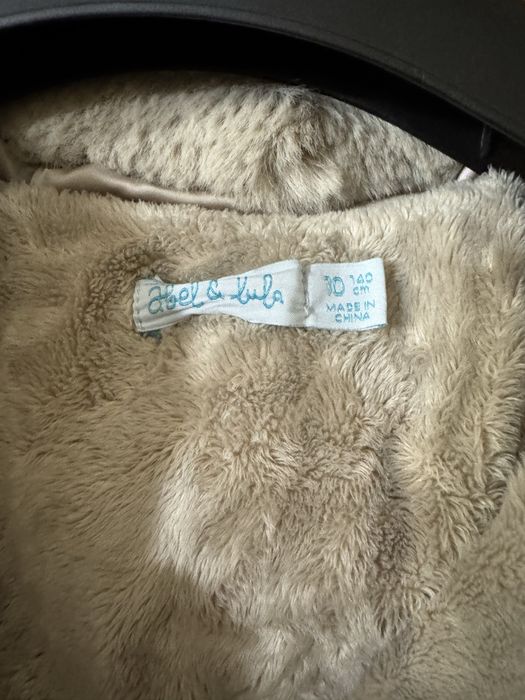 abel & lula
10 140
cm
MADE IN
CHINA